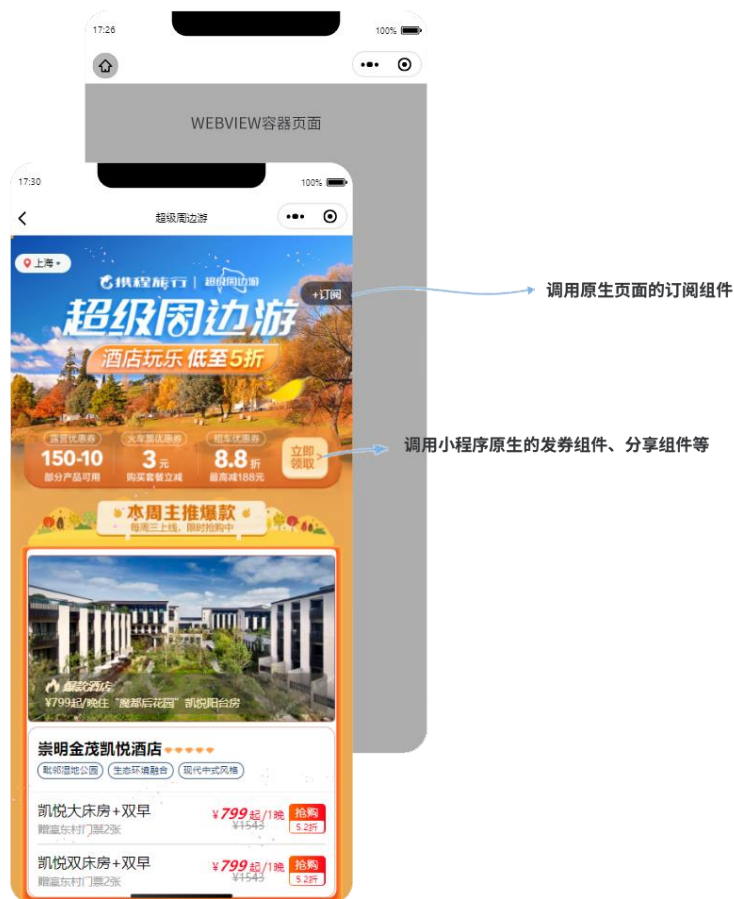 17:26
100%
WEBVIEW容器页面
17:30
100%
超级周边游
上海
携程旅行 | 超级周边游
+订阅
调用原生页面的订阅组件
超级周边游
酒店玩乐 低至5折
露营优惠券 火车票优惠券 租车优惠券
150-10 3元 8.8折
部分产品可用 购买套餐立减 最高减188元
立即
领取
调用小程序原生的发券组件、分享组件等
本周主推爆款
每周三上线，限时抢购中
爆款酒店
¥799起/晚住“魔都后花园”凯悦阳台房
崇明金茂凯悦酒店
毗邻湿地公园 生态环境融合 现代中式风格
凯悦大床房+双早 ¥799起/1晚 抢购
赠瀛东村门票2张 ¥1543 5.2折
凯悦双床房+双早 ¥799起/1晚 抢购
赠瀛东村门票2张 ¥1543 5.2折